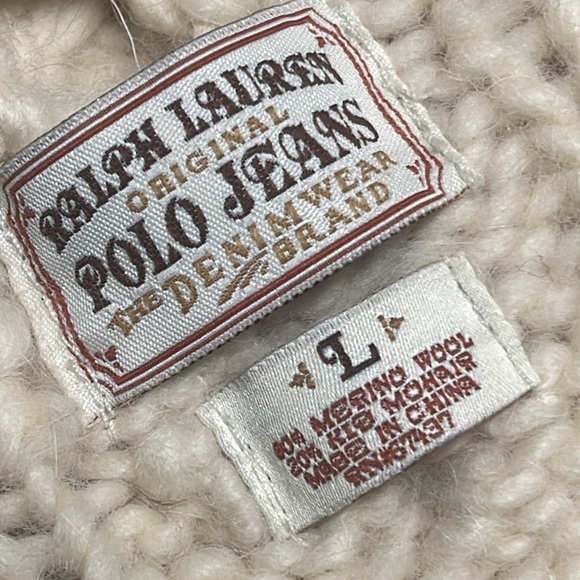 RALPH LAUREN
ORIGINAL
POLO JEANS
THE DENIMWEAR
BRAND
L
80% MERINO WOOL
20% KID MOHAIR
MADE IN CHINA